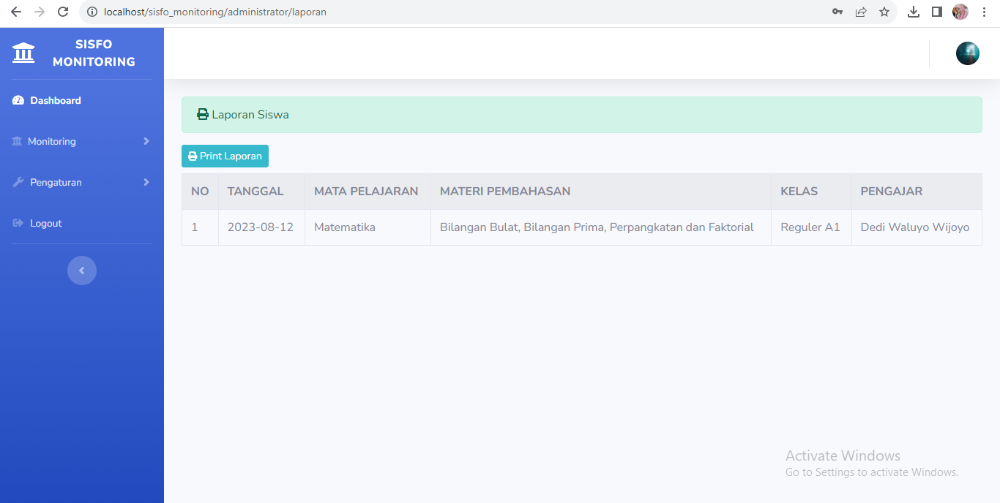 localhost/sisfo_monitoring/administrator/laporan
SISFO
MONITORING
Dashboard
Monitoring
Pengaturan
Logout
Laporan Siswa
Print Laporan
NO TANGGAL MATA PELAJARAN MATERI PEMBAHASAN KELAS PENGAJAR
1 2023-08-12 Matematika Bilangan Bulat, Bilangan Prima, Perpangkatan dan Faktorial Reguler A1 Dedi Waluyo Wijoyo
Activate Windows
Go to Settings to activate Windows.